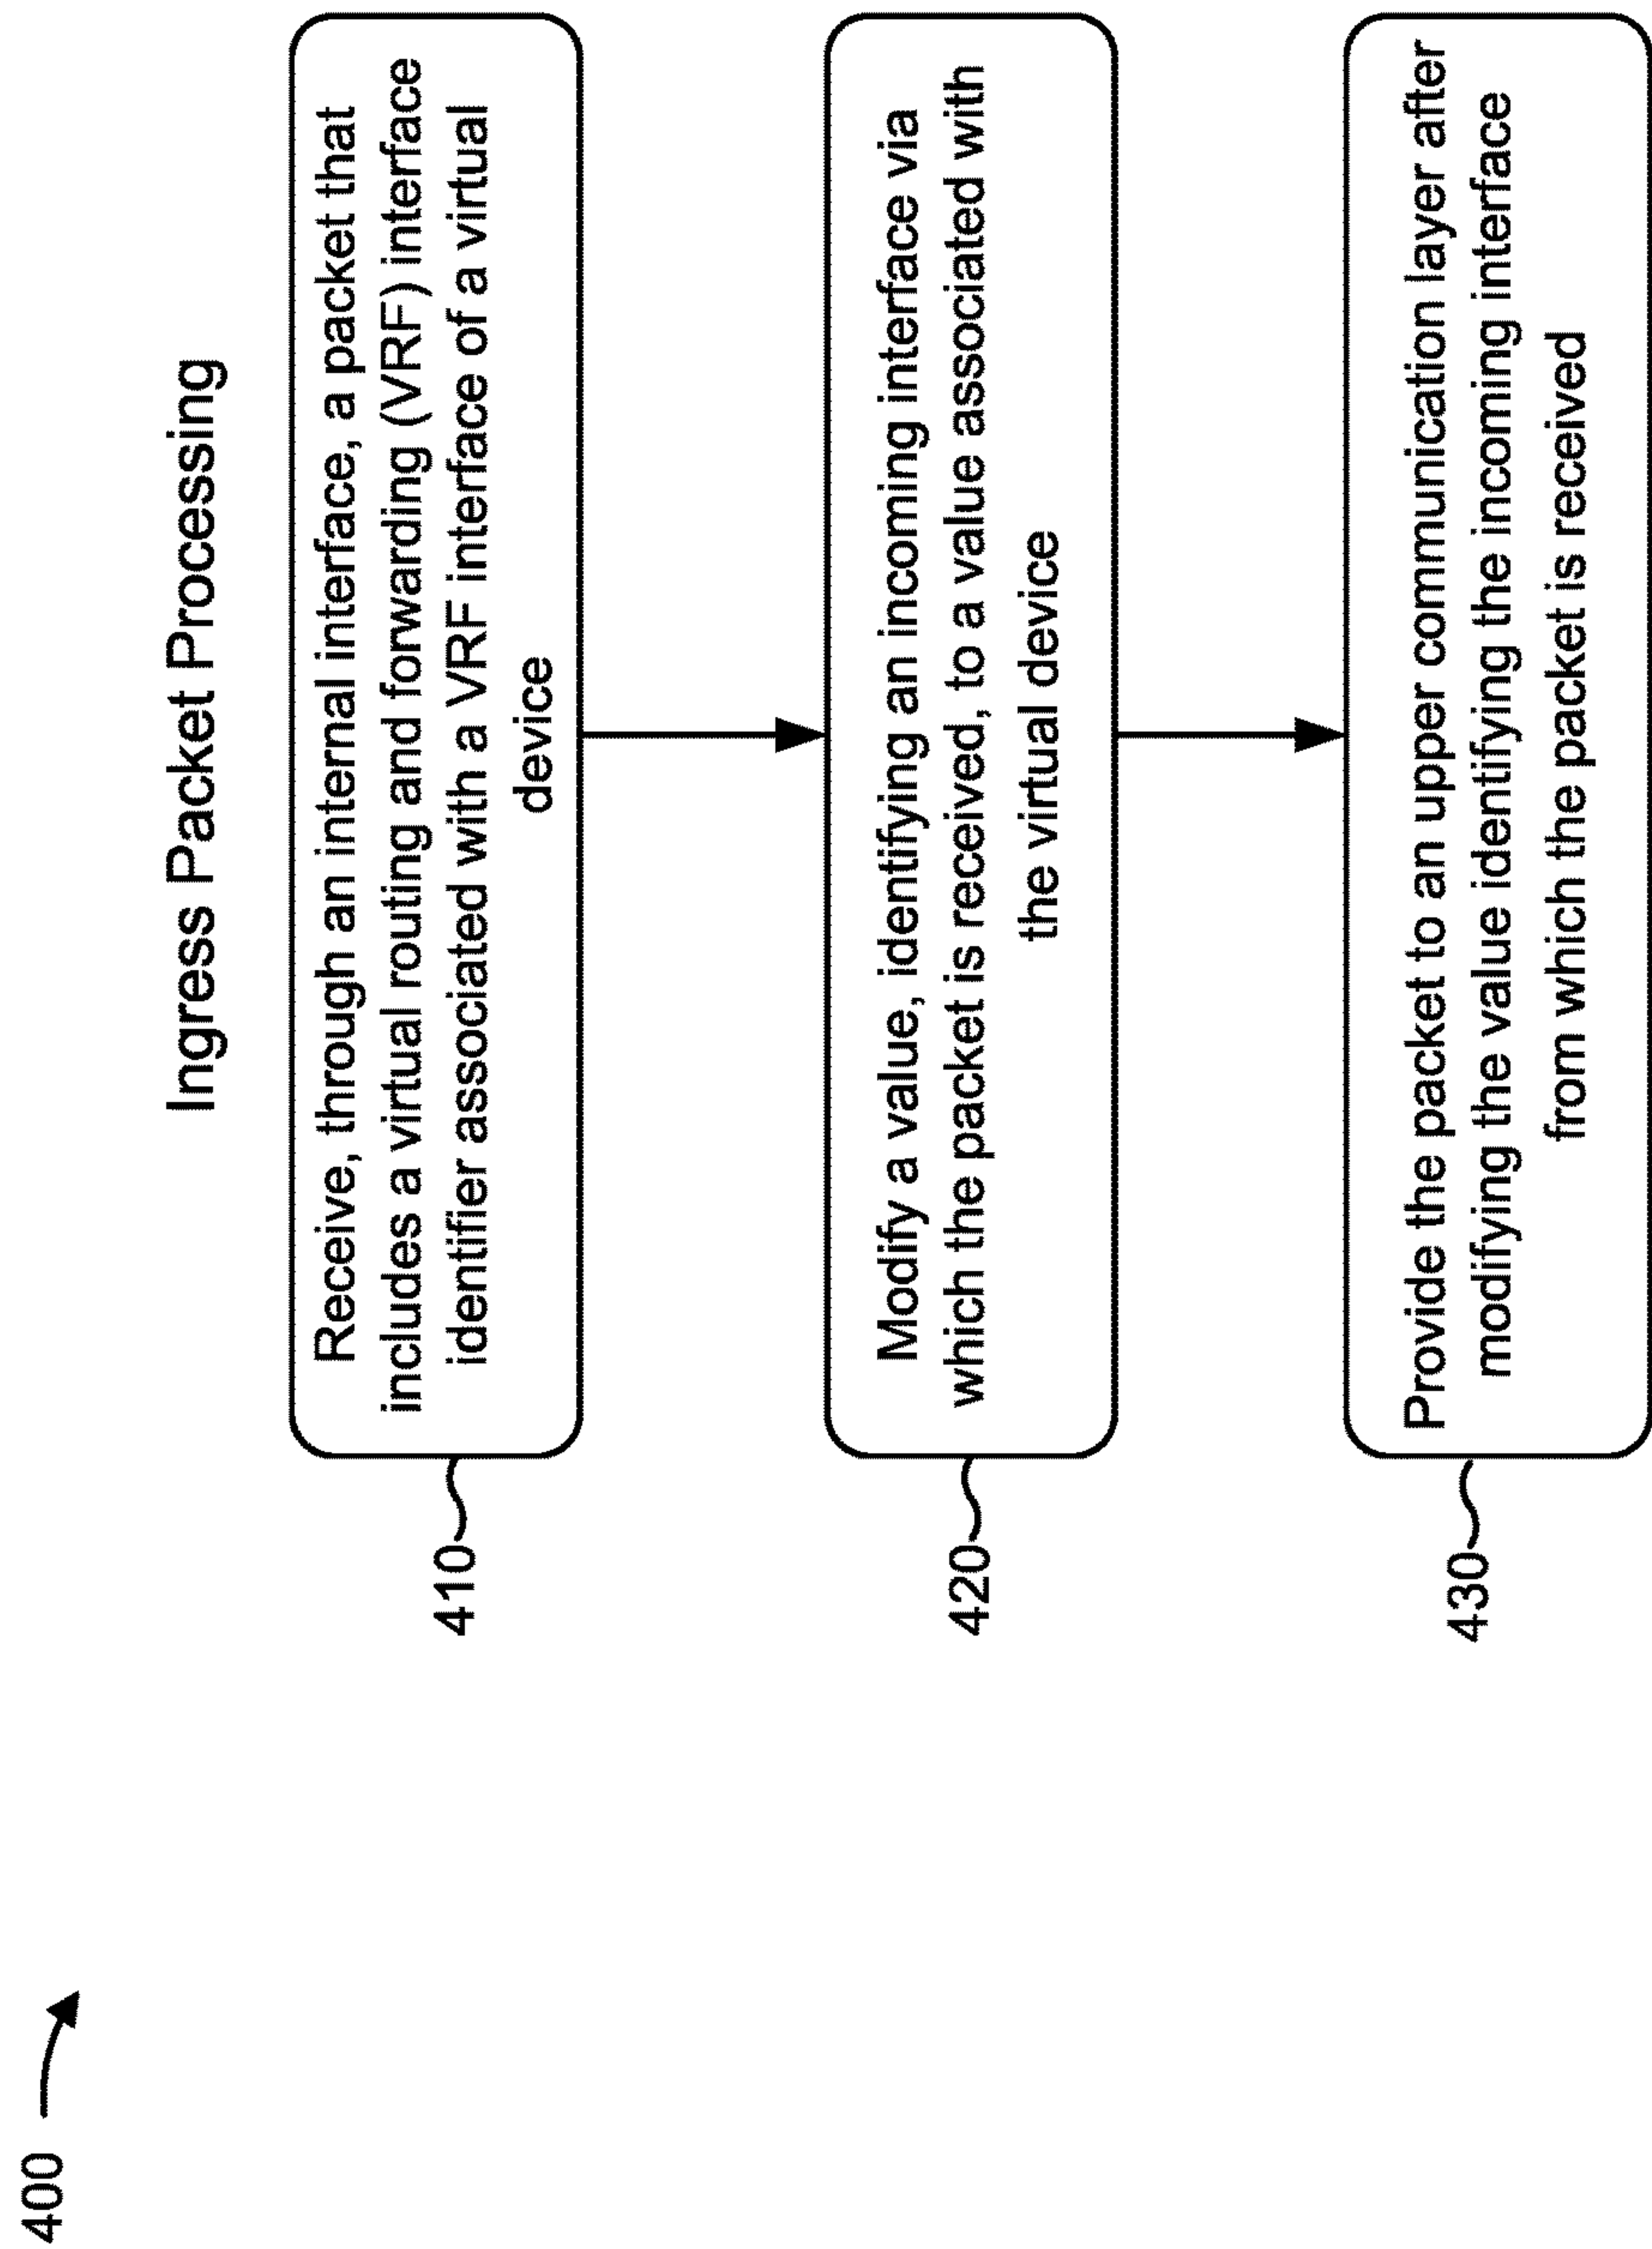 400
Ingress Packet Processing
410
Receive, through an internal interface, a packet that
includes a virtual routing and forwarding (VRF) interface
identifier associated with a VRF interface of a virtual
device
420
Modify a value, identifying an incoming interface via
which the packet is received, to a value associated with
the virtual device
430
Provide the packet to an upper communication layer after
modifying the value identifying the incoming interface
from which the packet is received